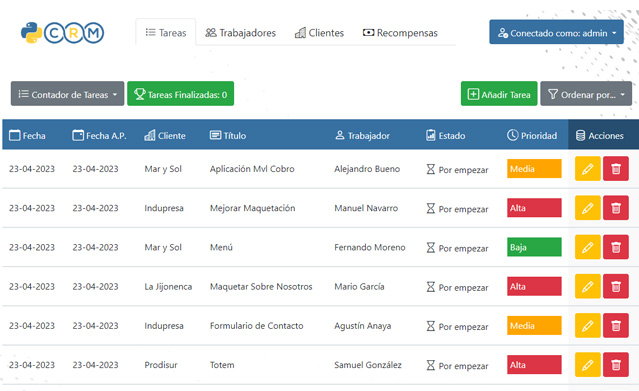 CRM
Tareas
Trabajadores
Clientes
Recompensas
Conectado como: admin
Contador de Tareas
Tareas Finalizadas: 0
Añadir Tarea
Ordenar por...
Fecha Fecha A.P. Cliente Título Trabajador Estado Prioridad Acciones
23-04-2023 23-04-2023 Mar y Sol Aplicación Mvl Cobro Alejandro Bueno Por empezar Media
23-04-2023 23-04-2023 Indupresa Mejorar Maquetación Manuel Navarro Por empezar Alta
23-04-2023 23-04-2023 Mar y Sol Menú Fernando Moreno Por empezar Baja
23-04-2023 23-04-2023 La Jijonenca Maquetar Sobre Nosotros Mario García Por empezar Alta
23-04-2023 23-04-2023 Indupresa Formulario de Contacto Agustín Anaya Por empezar Media
23-04-2023 23-04-2023 Prodisur Totem Samuel González Por empezar Alta